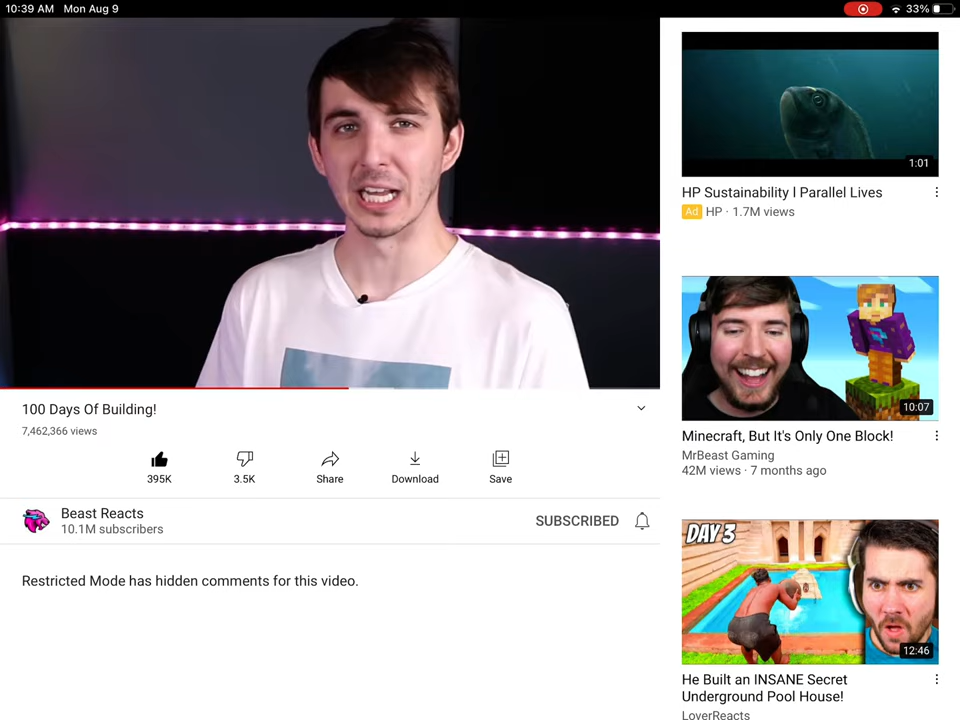 10:39 AM Mon Aug 9
33%
1:01
HP Sustainability l Parallel Lives
Ad HP · 1.7M views
10:07
Minecraft, But It's Only One Block!
MrBeast Gaming
42M views · 7 months ago
DAY 3
12:46
He Built an INSANE Secret
Underground Pool House!
LoverReacts
100 Days Of Building!
7,462,366 views
395K
3.5K
Share
Download
Save
Beast Reacts
10.1M subscribers
SUBSCRIBED
Restricted Mode has hidden comments for this video.